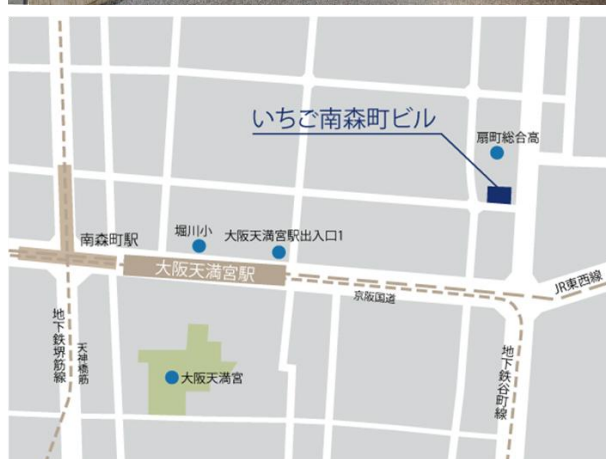 いちご南森町ビル
扇町総合高
堀川小
南森町駅
大阪天満宮駅出入口1
大阪天満宮駅
京阪国道
JR東西線
地下鉄堺筋線
天神橋筋
大阪天満宮
地下鉄谷町線